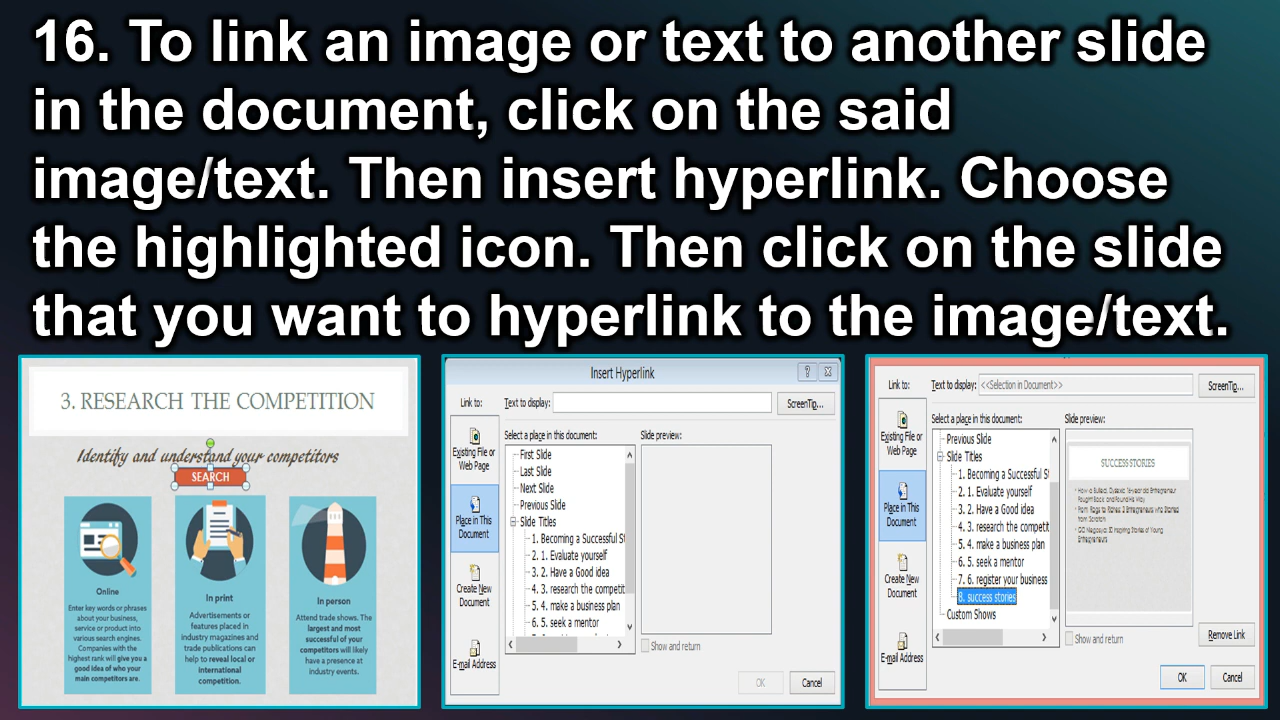 16. To link an image or text to another slide
in the document, click on the said
image/text. Then insert hyperlink. Choose
the highlighted icon. Then click on the slide
that you want to hyperlink to the image/text.
3. RESEARCH THE COMPETITION
Identify and understand your competitors
SEARCH
Online
Enter key words or phrases
about your business,
service or product into
various search engines.
Companies with the
highest rank will give you a
good idea of who your
main competitors are.
In print
Advertisements or
features placed in
industry magazines and
trade publications can
help to reveal local or
international
competition.
In person
Attend trade shows. The
largest and most
successful of your
competitors will likely
have a presence at
industry events.
Insert Hyperlink
Link to:
Text to display:
ScreenTip...
Existing File or
Web Page
Place in This
Document
Create New
Document
E-mail Address
Select a place in this document:
First Slide
Last Slide
Next Slide
Previous Slide
Slide Titles
1. Becoming a Successful St
2. 1. Evaluate yourself
3. 2. Have a Good idea
4. 3. research the competit
5. 4. make a business plan
6. 5. seek a mentor
Slide preview:
Show and return
OK
Cancel
Link to:
Text to display:
<<Selection in Document>>
ScreenTip...
Existing File or
Web Page
Place in This
Document
Create New
Document
E-mail Address
Select a place in this document:
Previous Slide
Slide Titles
1. Becoming a Successful St
2. 1. Evaluate yourself
3. 2. Have a Good idea
4. 3. research the competit
5. 4. make a business plan
6. 5. seek a mentor
7. 6. register your business
8. success stories
Custom Shows
Slide preview:
SUCCESS STORIES
Show and return
Remove Link
OK
Cancel